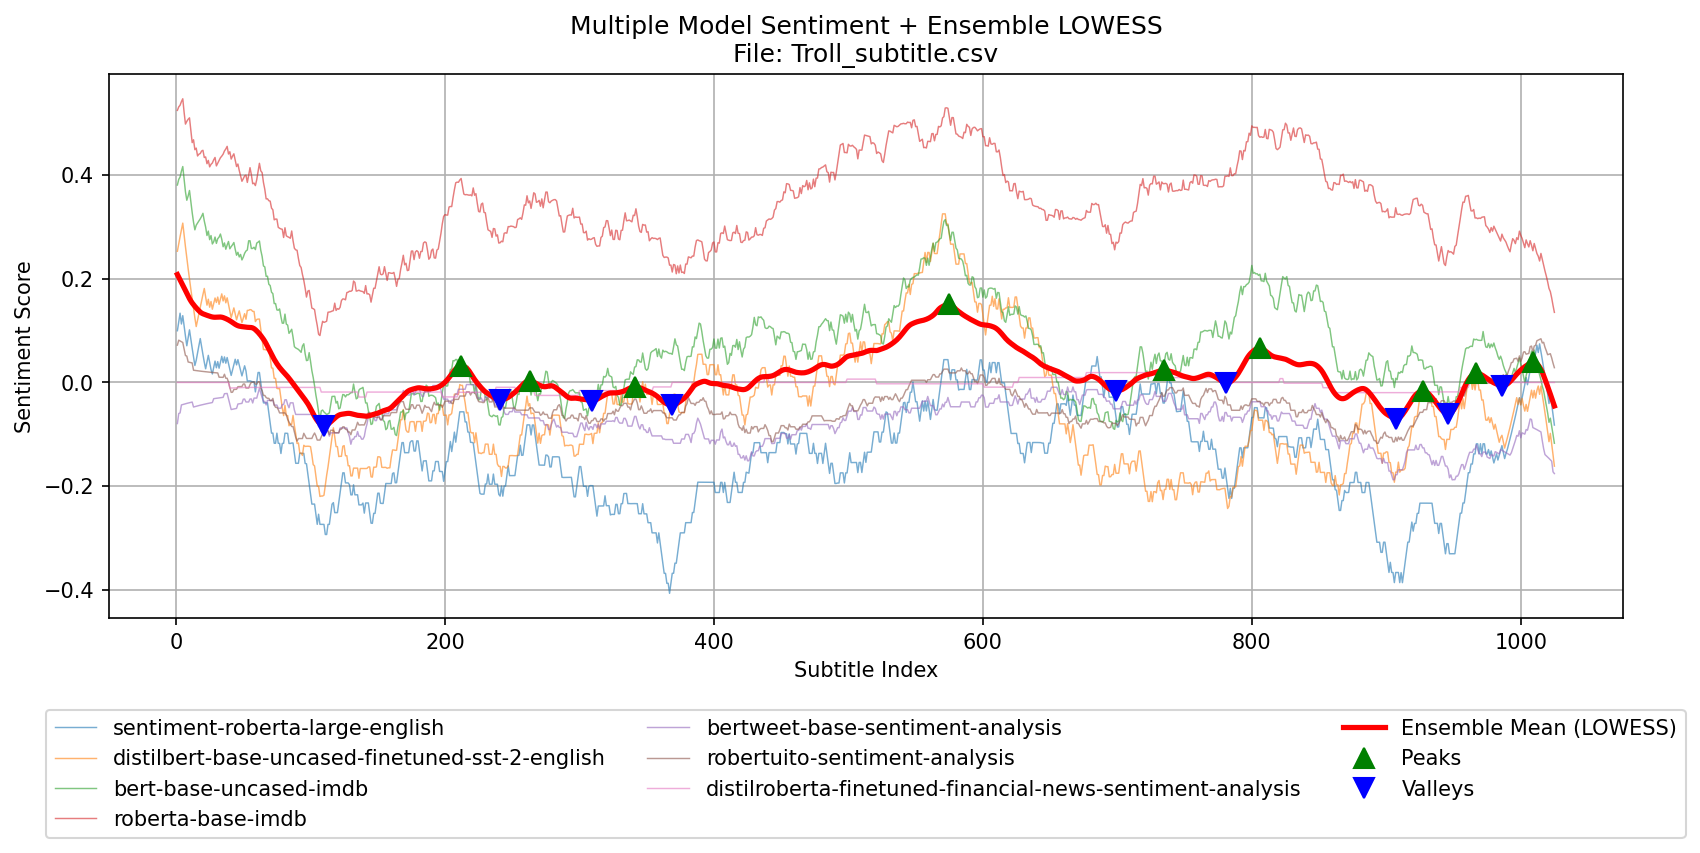 Multiple Model Sentiment + Ensemble LOWESS
File: Troll_subtitle.csv
Sentiment Score
0.4
0.2
0.0
−0.2
−0.4
0 200 400 600 800 1000
Subtitle Index
sentiment-roberta-large-english
distilbert-base-uncased-finetuned-sst-2-english
bert-base-uncased-imdb
roberta-base-imdb
bertweet-base-sentiment-analysis
robertuito-sentiment-analysis
distilroberta-finetuned-financial-news-sentiment-analysis
Ensemble Mean (LOWESS)
Peaks
Valleys